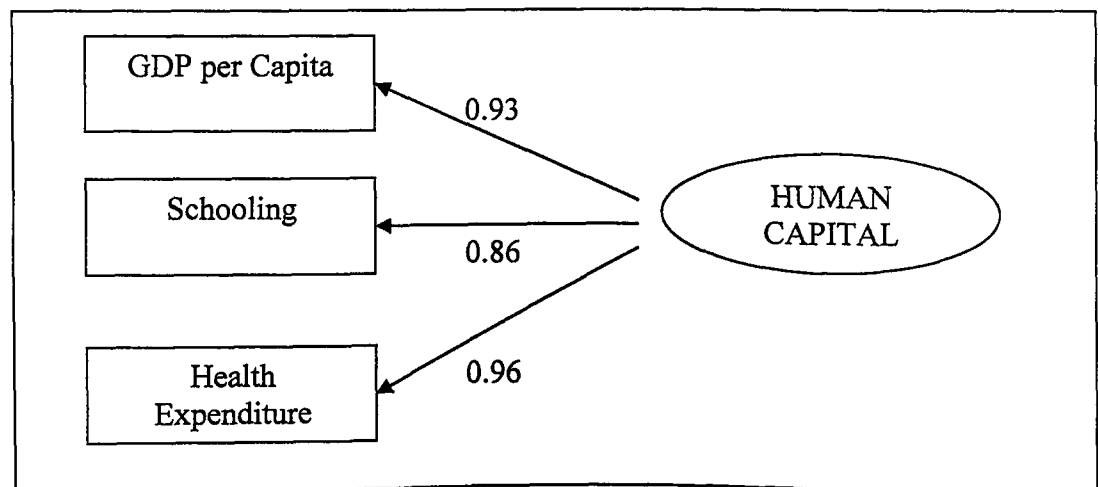 GDP per Capita
0.93
Schooling
0.86
HUMAN
CAPITAL
Health
Expenditure
0.96